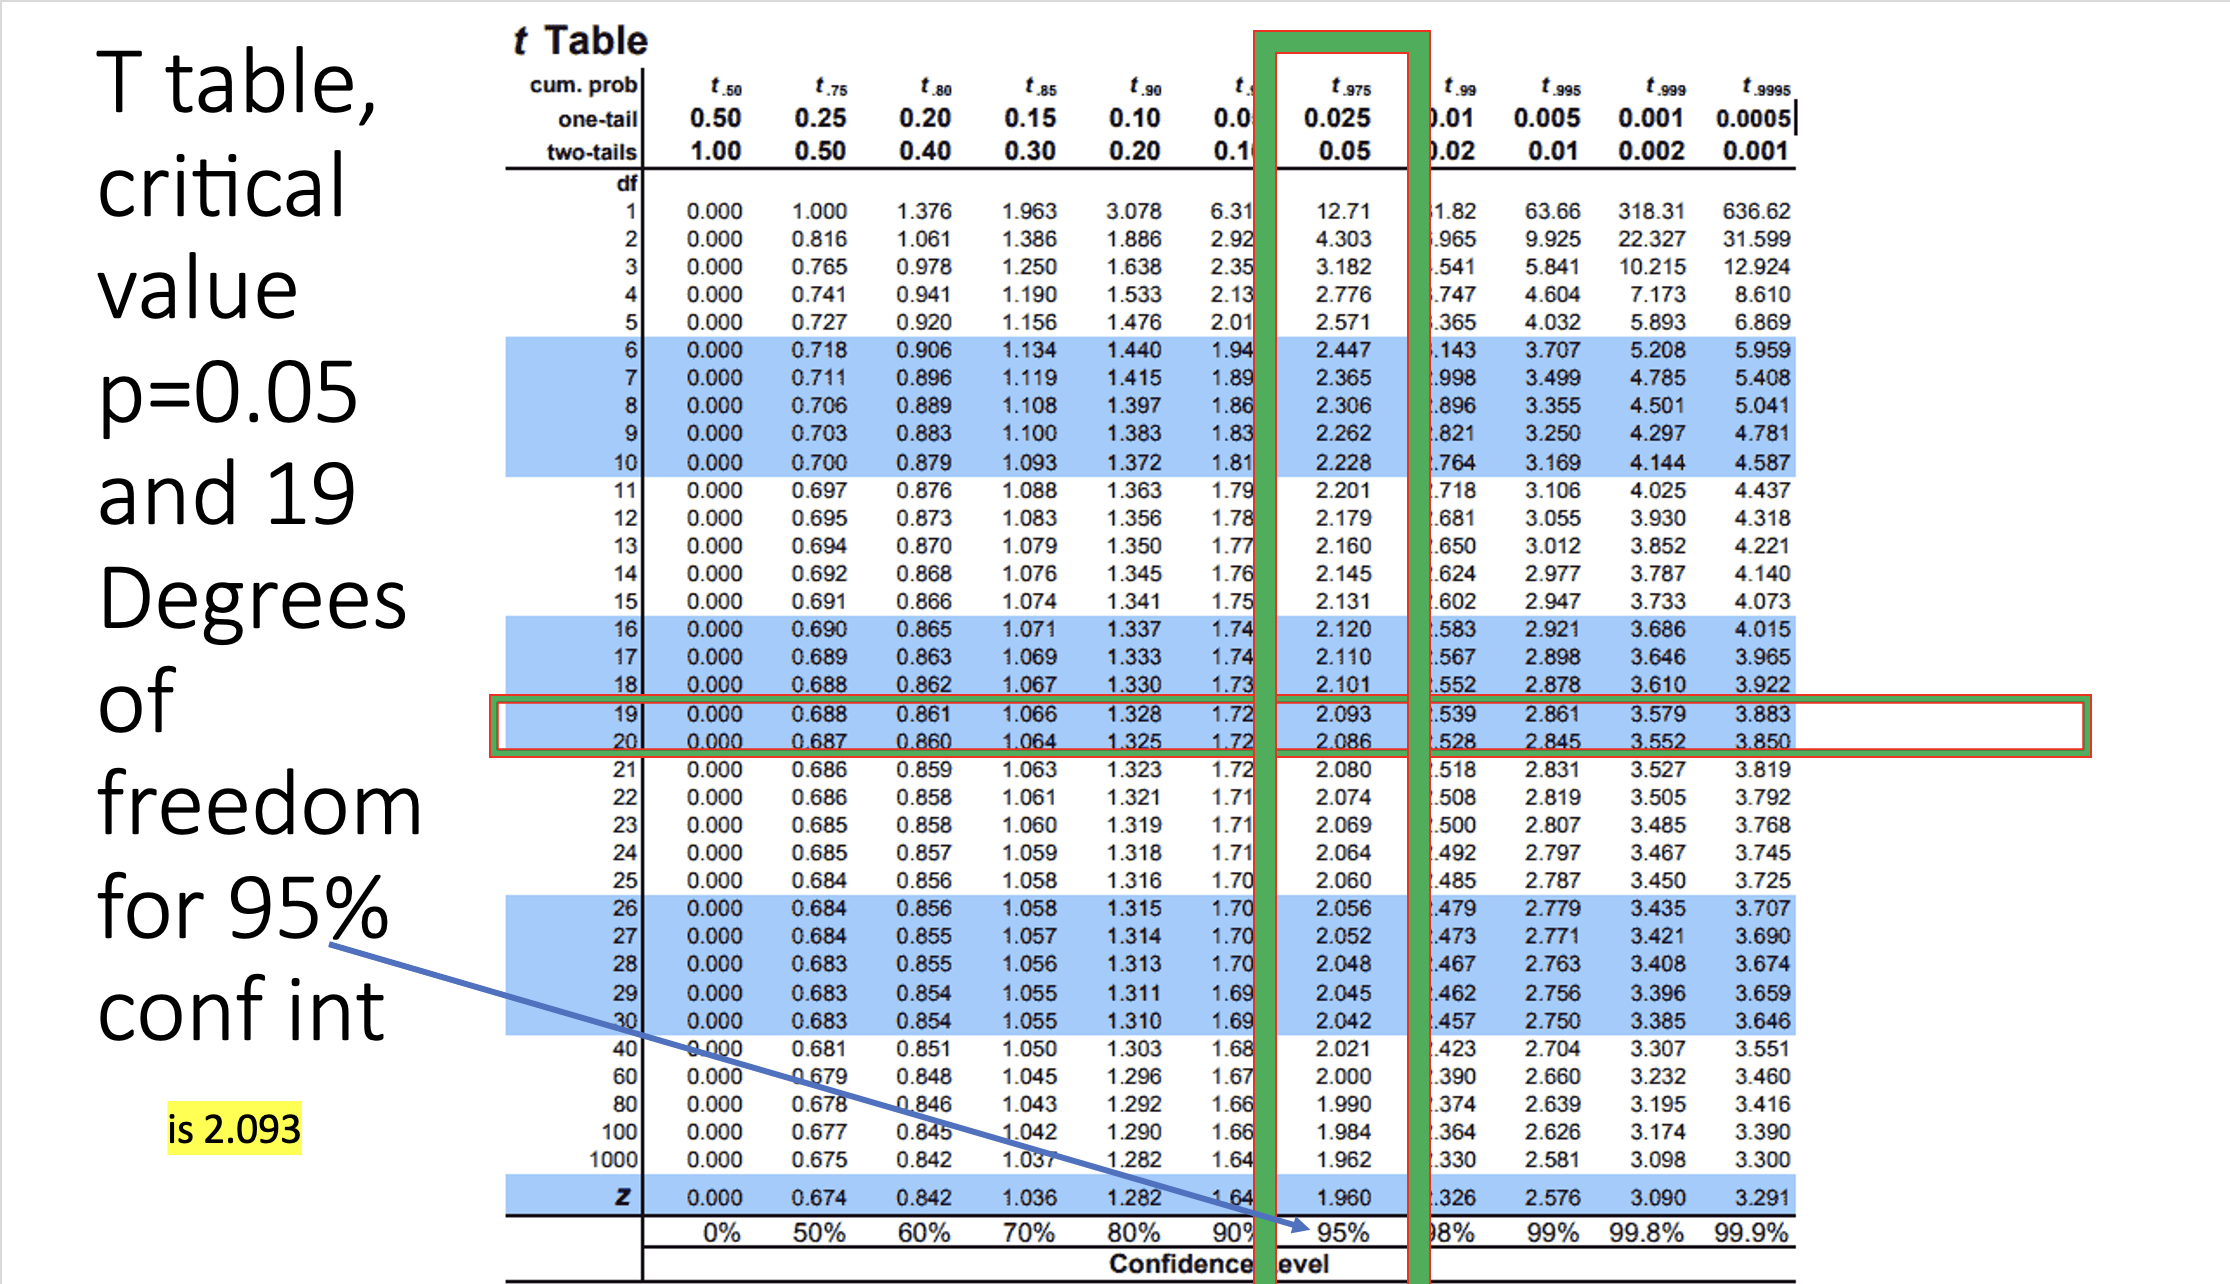 T table,
critical
value
p=0.05
and 19
Degrees
of
freedom
for 95%
conf int
is 2.093
t Table
cum. prob t.50 t.75 t.80 t.85 t.90 t. t.975 t.99 t.995 t.999 t.9995
one-tail 0.50 0.25 0.20 0.15 0.10 0.0 0.025 0.01 0.005 0.001 0.0005
two-tails 1.00 0.50 0.40 0.30 0.20 0.1 0.05 0.02 0.01 0.002 0.001
df
1 0.000 1.000 1.376 1.963 3.078 6.31 12.71 1.82 63.66 318.31 636.62
2 0.000 0.816 1.061 1.386 1.886 2.92 4.303 .965 9.925 22.327 31.599
3 0.000 0.765 0.978 1.250 1.638 2.35 3.182 .541 5.841 10.215 12.924
4 0.000 0.741 0.941 1.190 1.533 2.13 2.776 .747 4.604 7.173 8.610
5 0.000 0.727 0.920 1.156 1.476 2.01 2.571 .365 4.032 5.893 6.869
6 0.000 0.718 0.906 1.134 1.440 1.94 2.447 .143 3.707 5.208 5.959
7 0.000 0.711 0.896 1.119 1.415 1.89 2.365 .998 3.499 4.785 5.408
8 0.000 0.706 0.889 1.108 1.397 1.86 2.306 .896 3.355 4.501 5.041
9 0.000 0.703 0.883 1.100 1.383 1.83 2.262 .821 3.250 4.297 4.781
10 0.000 0.700 0.879 1.093 1.372 1.81 2.228 .764 3.169 4.144 4.587
11 0.000 0.697 0.876 1.088 1.363 1.79 2.201 .718 3.106 4.025 4.437
12 0.000 0.695 0.873 1.083 1.356 1.78 2.179 .681 3.055 3.930 4.318
13 0.000 0.694 0.870 1.079 1.350 1.77 2.160 .650 3.012 3.852 4.221
14 0.000 0.692 0.868 1.076 1.345 1.76 2.145 .624 2.977 3.787 4.140
15 0.000 0.691 0.866 1.074 1.341 1.75 2.131 .602 2.947 3.733 4.073
16 0.000 0.690 0.865 1.071 1.337 1.74 2.120 .583 2.921 3.686 4.015
17 0.000 0.689 0.863 1.069 1.333 1.74 2.110 .567 2.898 3.646 3.965
18 0.000 0.688 0.862 1.067 1.330 1.73 2.101 .552 2.878 3.610 3.922
19 0.000 0.688 0.861 1.066 1.328 1.72 2.093 .539 2.861 3.579 3.883
20 0.000 0.687 0.860 1.064 1.325 1.72 2.086 .528 2.845 3.552 3.850
21 0.000 0.686 0.859 1.063 1.323 1.72 2.080 .518 2.831 3.527 3.819
22 0.000 0.686 0.858 1.061 1.321 1.71 2.074 .508 2.819 3.505 3.792
23 0.000 0.685 0.858 1.060 1.319 1.71 2.069 .500 2.807 3.485 3.768
24 0.000 0.685 0.857 1.059 1.318 1.71 2.064 .492 2.797 3.467 3.745
25 0.000 0.684 0.856 1.058 1.316 1.70 2.060 .485 2.787 3.450 3.725
26 0.000 0.684 0.856 1.058 1.315 1.70 2.056 .479 2.779 3.435 3.707
27 0.000 0.684 0.855 1.057 1.314 1.70 2.052 .473 2.771 3.421 3.690
28 0.000 0.683 0.855 1.056 1.313 1.70 2.048 .467 2.763 3.408 3.674
29 0.000 0.683 0.854 1.055 1.311 1.69 2.045 .462 2.756 3.396 3.659
30 0.000 0.683 0.854 1.055 1.310 1.69 2.042 .457 2.750 3.385 3.646
40 0.000 0.681 0.851 1.050 1.303 1.68 2.021 .423 2.704 3.307 3.551
60 0.000 0.679 0.848 1.045 1.296 1.67 2.000 .390 2.660 3.232 3.460
80 0.000 0.678 0.846 1.043 1.292 1.66 1.990 .374 2.639 3.195 3.416
100 0.000 0.677 0.845 1.042 1.290 1.66 1.984 .364 2.626 3.174 3.390
1000 0.000 0.675 0.842 1.037 1.282 1.64 1.962 .330 2.581 3.098 3.300
z 0.000 0.674 0.842 1.036 1.282 1.64 1.960 .326 2.576 3.090 3.291
0% 50% 60% 70% 80% 90% 95% 98% 99% 99.8% 99.9%
Confidence Level